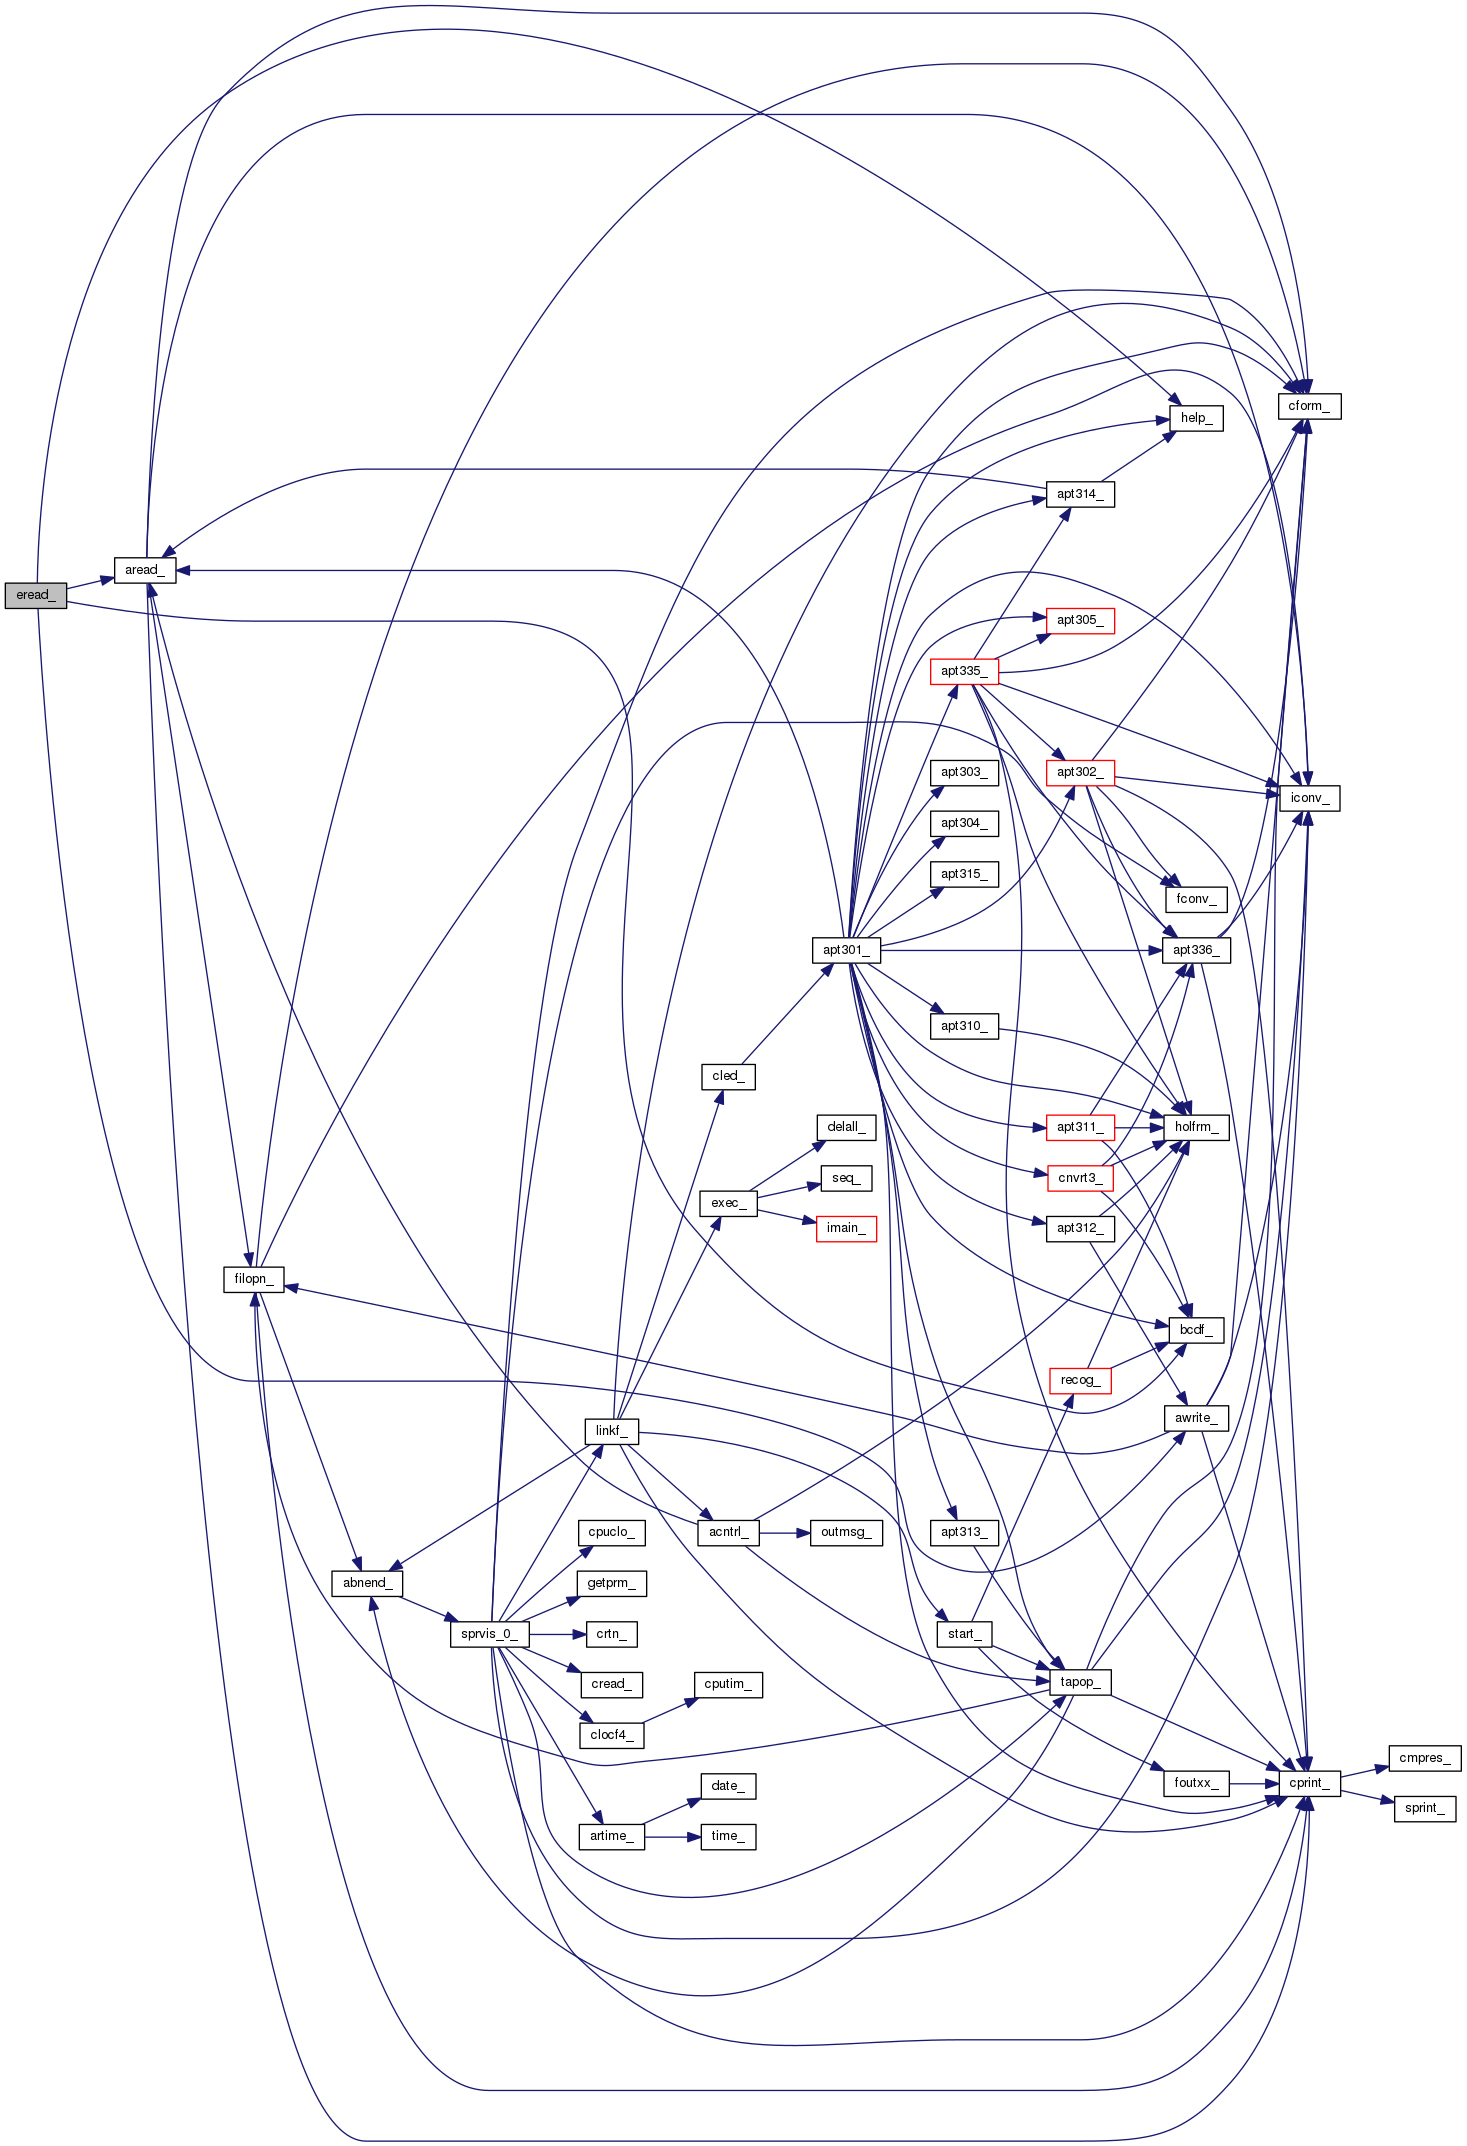 cform_
help_
apt314_
aread_
eread_
apt305_
apt335_
apt303_
apt302_
iconv_
apt304_
apt315_
fconv_
apt301_
apt336_
apt310_
cled_
delall_
apt311_
holfrm_
seq_
cnvrt3_
exec_
imain_
apt312_
filopn_
bcdf_
recog_
linkf_
awrite_
cpuclo_
acntrl_
outmsg_
apt313_
abnend_
getprm_
sprvis_0_
crtn_
start_
cread_
cputim_
tapop_
clocf4_
cmpres_
date_
foutxx_
cprint_
sprint_
artime_
time_